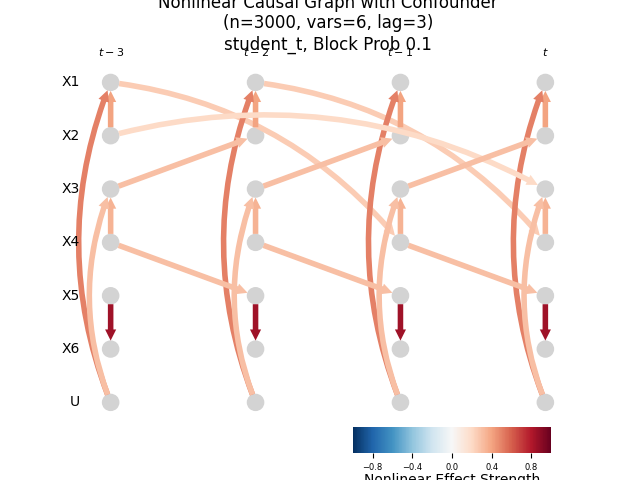 Nonlinear Causal Graph with Confounder
(n=3000, vars=6, lag=3)
student_t, Block Prob 0.1
t − 3
t − 2
t − 1
t
X1
X2
X3
X4
X5
X6
U
−0.8
−0.4
0.0
0.4
0.8
Nonlinear Effect Strength